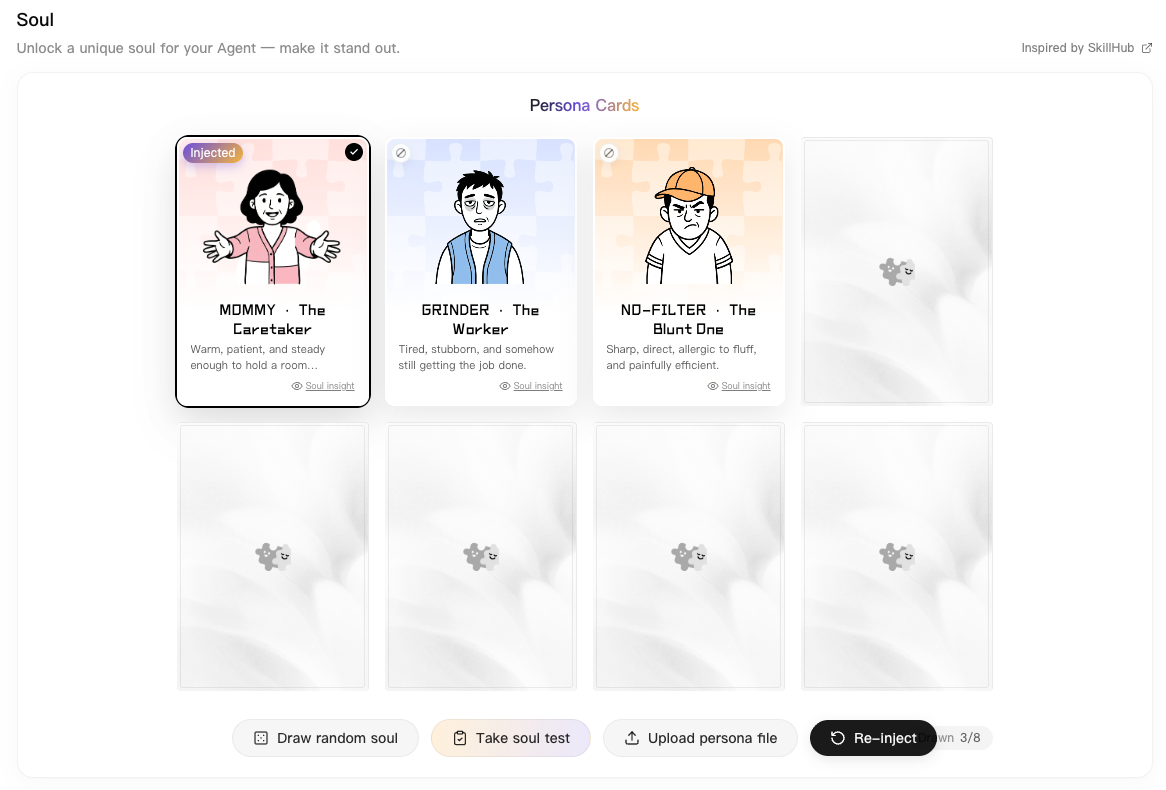 Soul
Unlock a unique soul for your Agent — make it stand out.
Inspired by SkillHub
Persona Cards
Injected
MOMMY · The
Caretaker
Warm, patient, and steady
enough to hold a room...
Soul insight
GRINDER · The
Worker
Tired, stubborn, and somehow
still getting the job done.
Soul insight
NO-FILTER · The
Blunt One
Sharp, direct, allergic to fluff,
and painfully efficient.
Soul insight
Draw random soul
Take soul test
Upload persona file
Re-inject
3/8